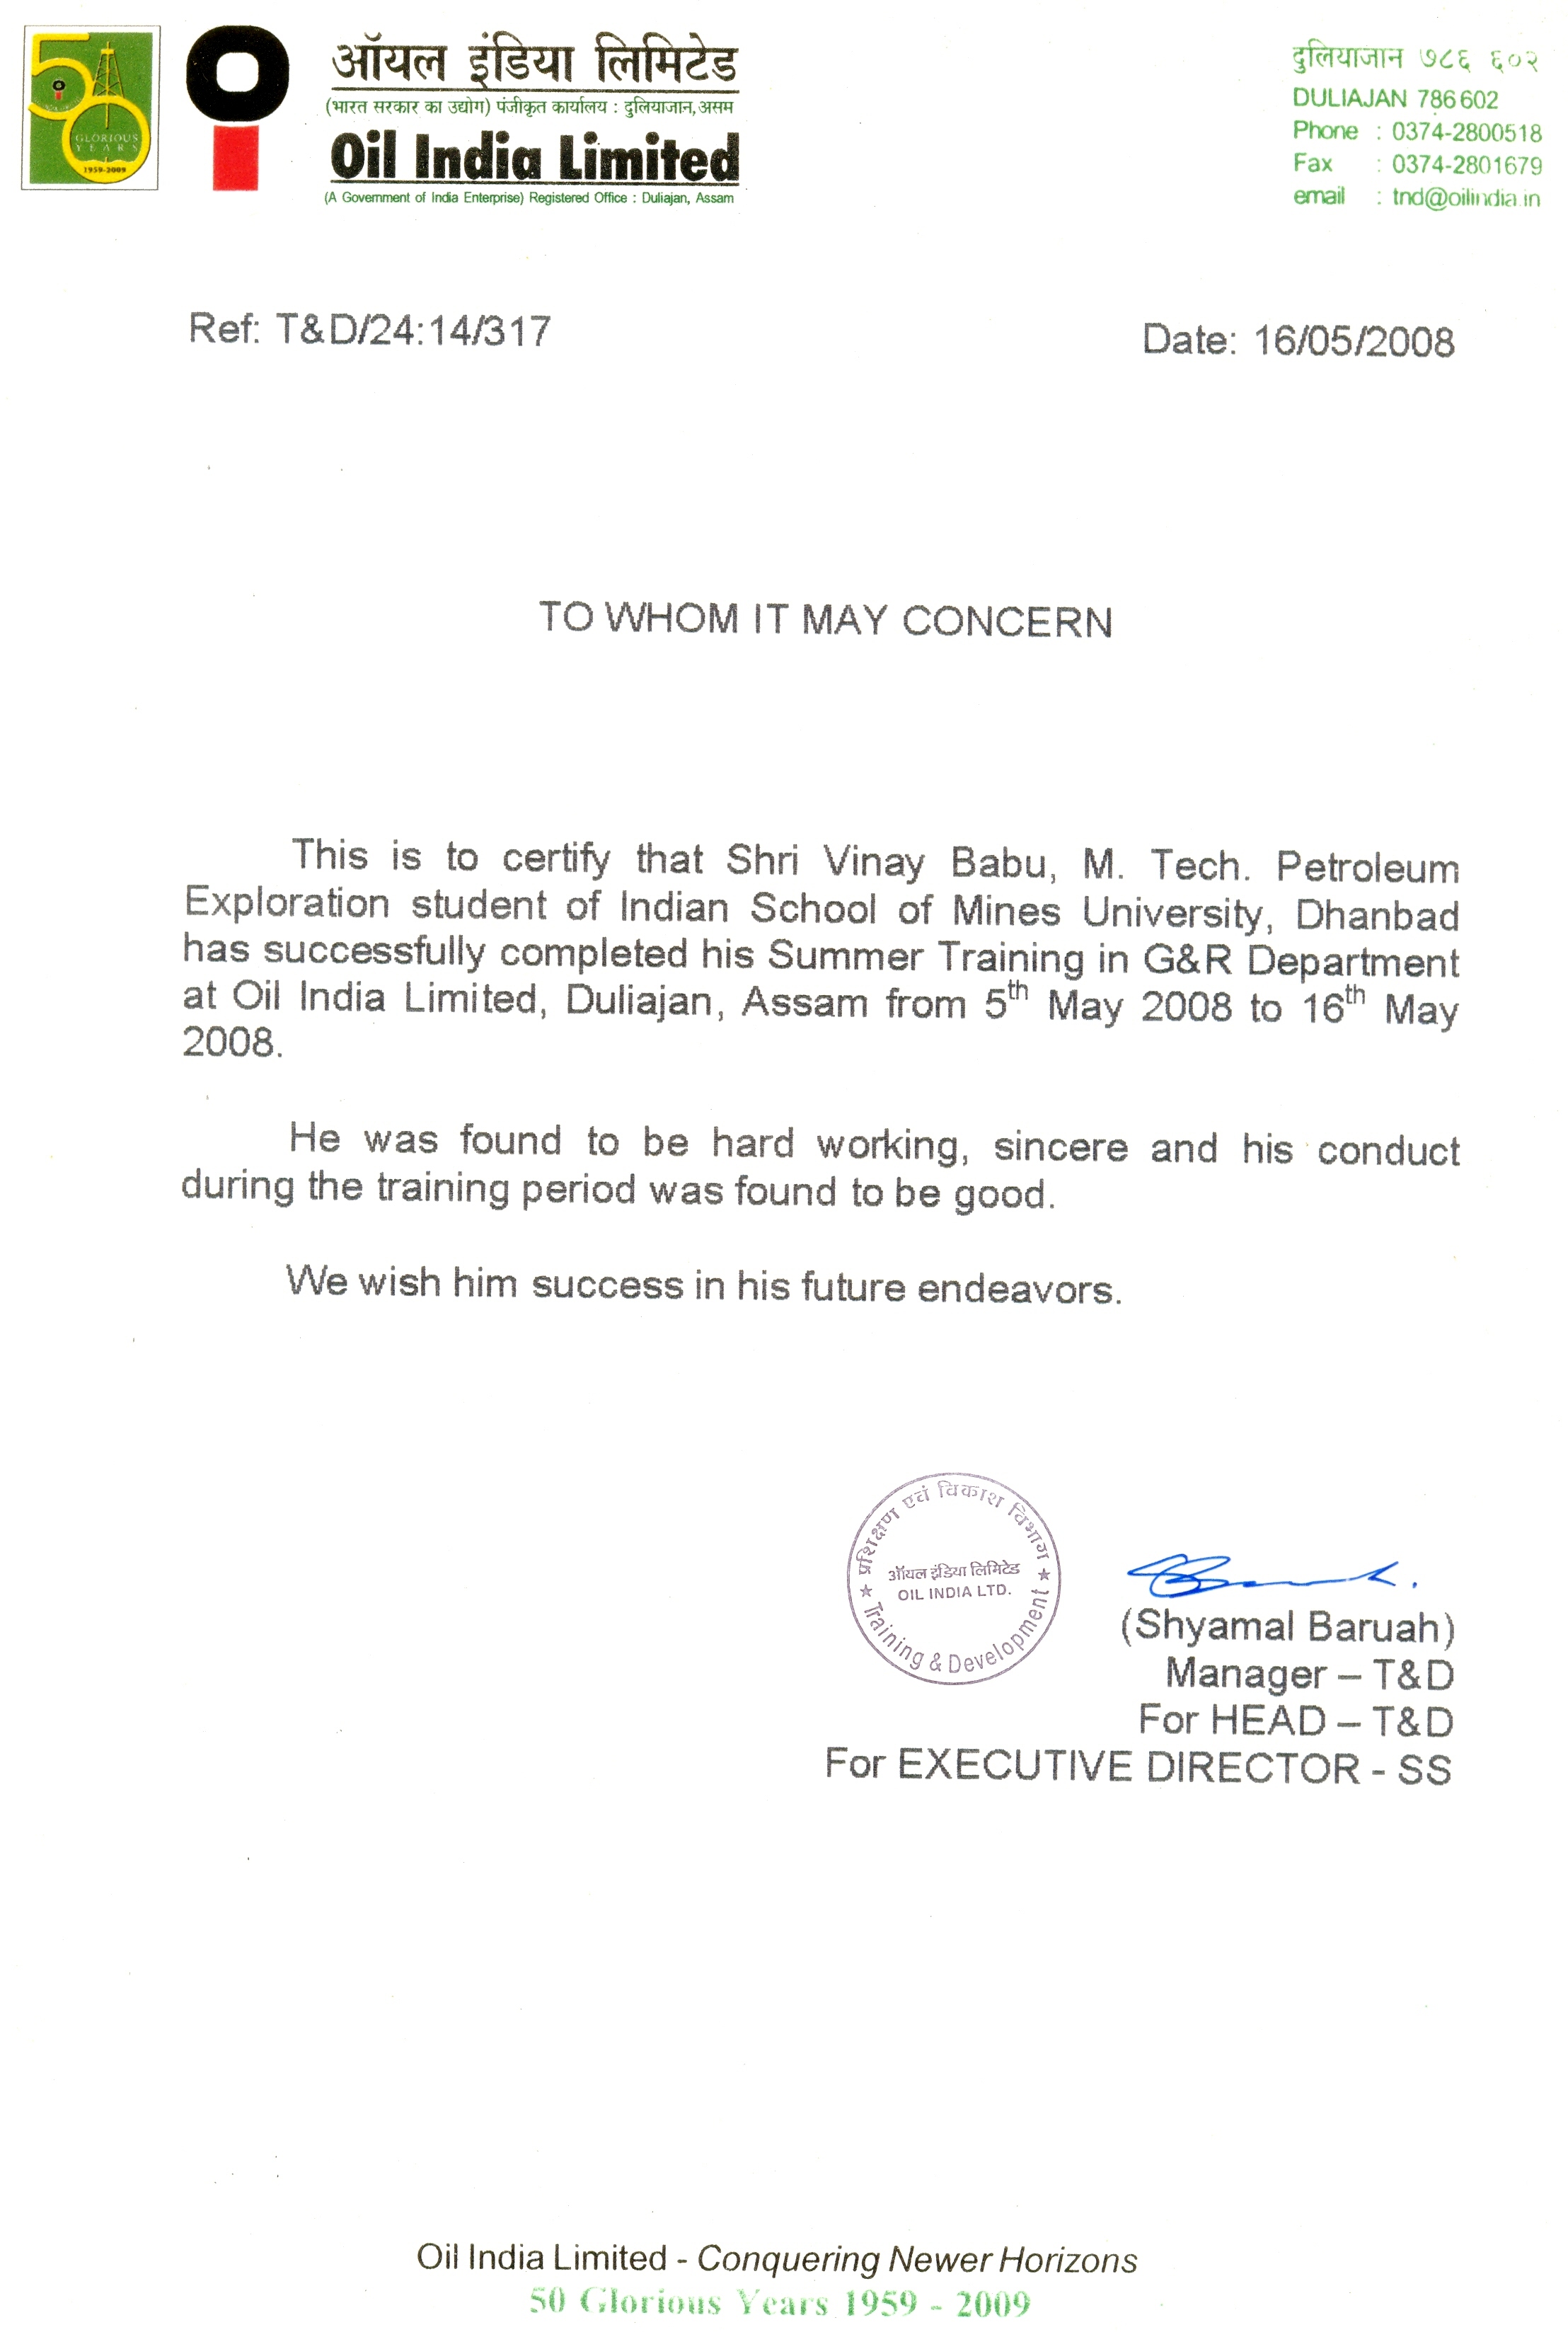 50
GLORIOUS
YEARS
1959-2009
ऑयल इंडिया लिमिटेड
(भारत सरकार का उद्योग) पंजीकृत कार्यालय : दुलियाजान, असम
Oil India Limited
(A Government of India Enterprise) Registered Office : Duliajan, Assam
दुलियाजान ७८६ ६०२
DULIAJAN 786 602
Phone : 0374-2800518
Fax : 0374-2801679
email : tnd@oilindia.in
Ref: T&D/24:14/317
Date: 16/05/2008
TO WHOM IT MAY CONCERN
This is to certify that Shri Vinay Babu, M. Tech. Petroleum
Exploration student of Indian School of Mines University, Dhanbad
has successfully completed his Summer Training in G&R Department
at Oil India Limited, Duliajan, Assam from 5th May 2008 to 16th May
2008.
He was found to be hard working, sincere and his conduct
during the training period was found to be good.
We wish him success in his future endeavors.
प्रशिक्षण एवं विकाश विभाग
ऑयल इंडिया लिमिटेड
OIL INDIA LTD.
Training & Development
(Shyamal Baruah)
Manager – T&D
For HEAD – T&D
For EXECUTIVE DIRECTOR - SS
Oil India Limited - Conquering Newer Horizons
50 Glorious Years 1959 - 2009